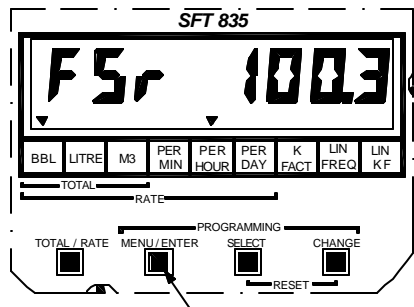 SFT 835
FSr 100.3
BBL LITRE M3 PER MIN PER HOUR PER DAY K FACT LIN FREQ LIN KF
TOTAL
RATE
PROGRAMMING
TOTAL / RATE MENU / ENTER SELECT CHANGE
RESET